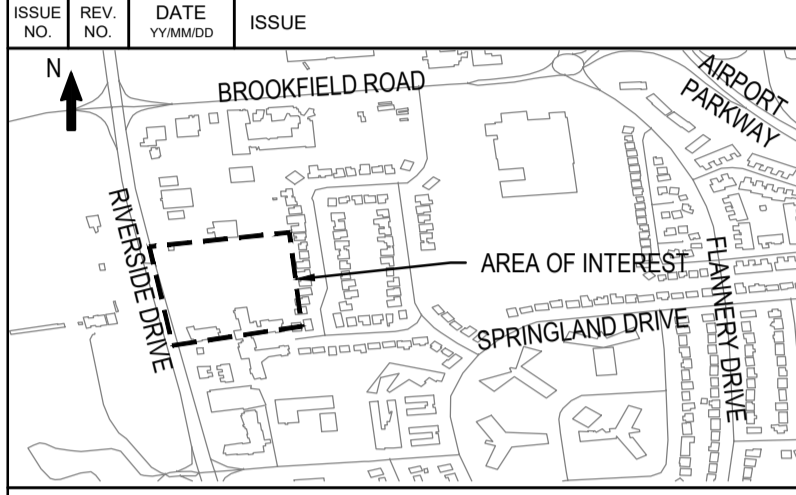 ISSUE NO.
REV. NO.
DATE YY/MM/DD
ISSUE
N
BROOKFIELD ROAD
AIRPORT
PARKWAY
RIVERSIDE DRIVE
AREA OF INTEREST
FLANNERY DRIVE
SPRINGLAND DRIVE